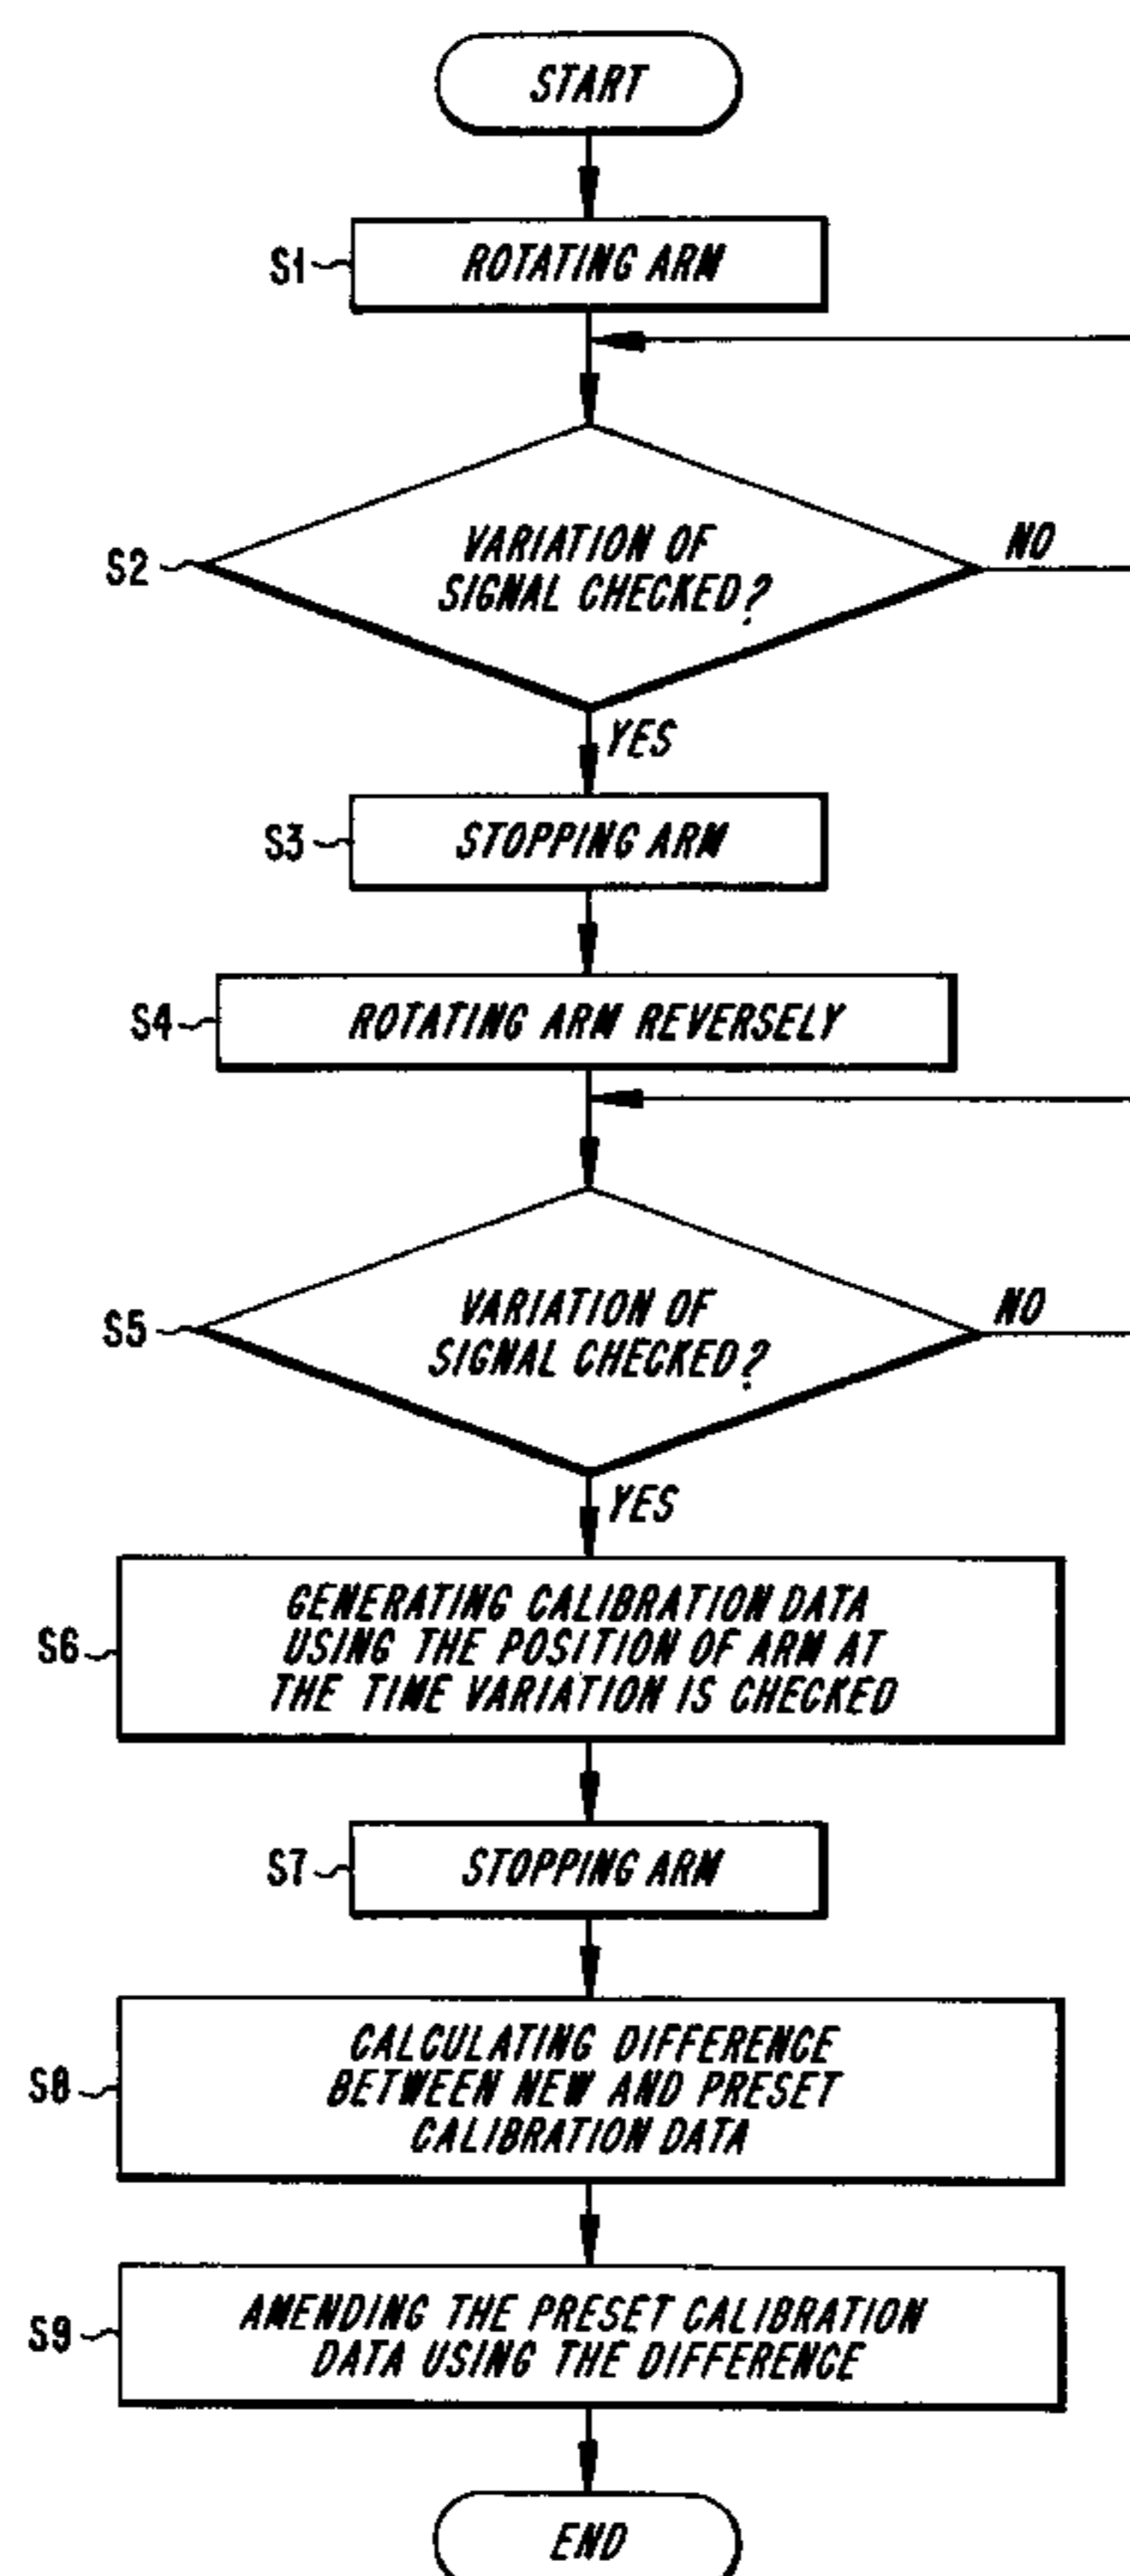 START
S1 ROTATING ARM
S2 VARIATION OF
SIGNAL CHECKED?
NO
YES
S3 STOPPING ARM
S4 ROTATING ARM REVERSELY
S5 VARIATION OF
SIGNAL CHECKED?
NO
YES
S6 GENERATING CALIBRATION DATA
USING THE POSITION OF ARM AT
THE TIME VARIATION IS CHECKED
S7 STOPPING ARM
S8 CALCULATING DIFFERENCE
BETWEEN NEW AND PRESET
CALIBRATION DATA
S9 AMENDING THE PRESET CALIBRATION
DATA USING THE DIFFERENCE
END